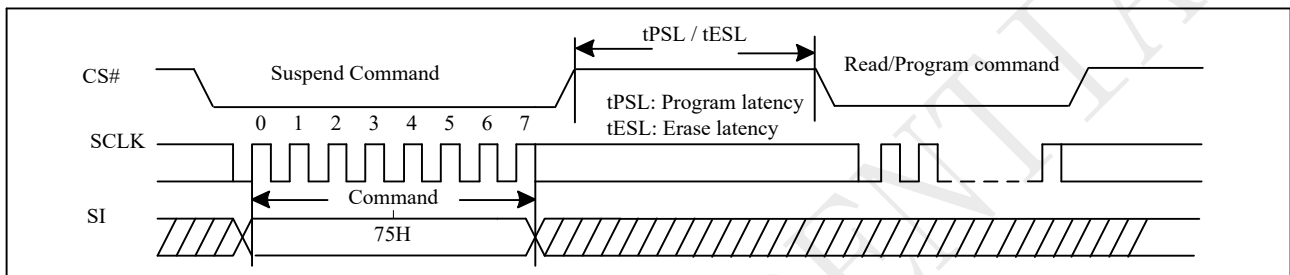 tPSL / tESL
CS#
Suspend Command
Read/Program command
tPSL: Program latency
tESL: Erase latency
0 1 2 3 4 5 6 7
SCLK
Command
SI
75H
ENTIA